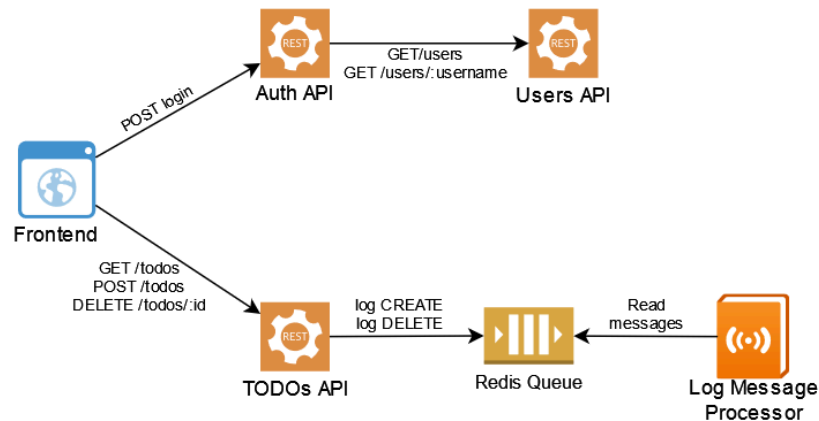 REST
REST
GET/users
GET /users/:username
Auth API
Users API
POST login
Frontend
GET /todos
POST /todos
DELETE /todos/:id
REST
TODOs API
log CREATE
log DELETE
Redis Queue
Read
messages
Log Message
Processor